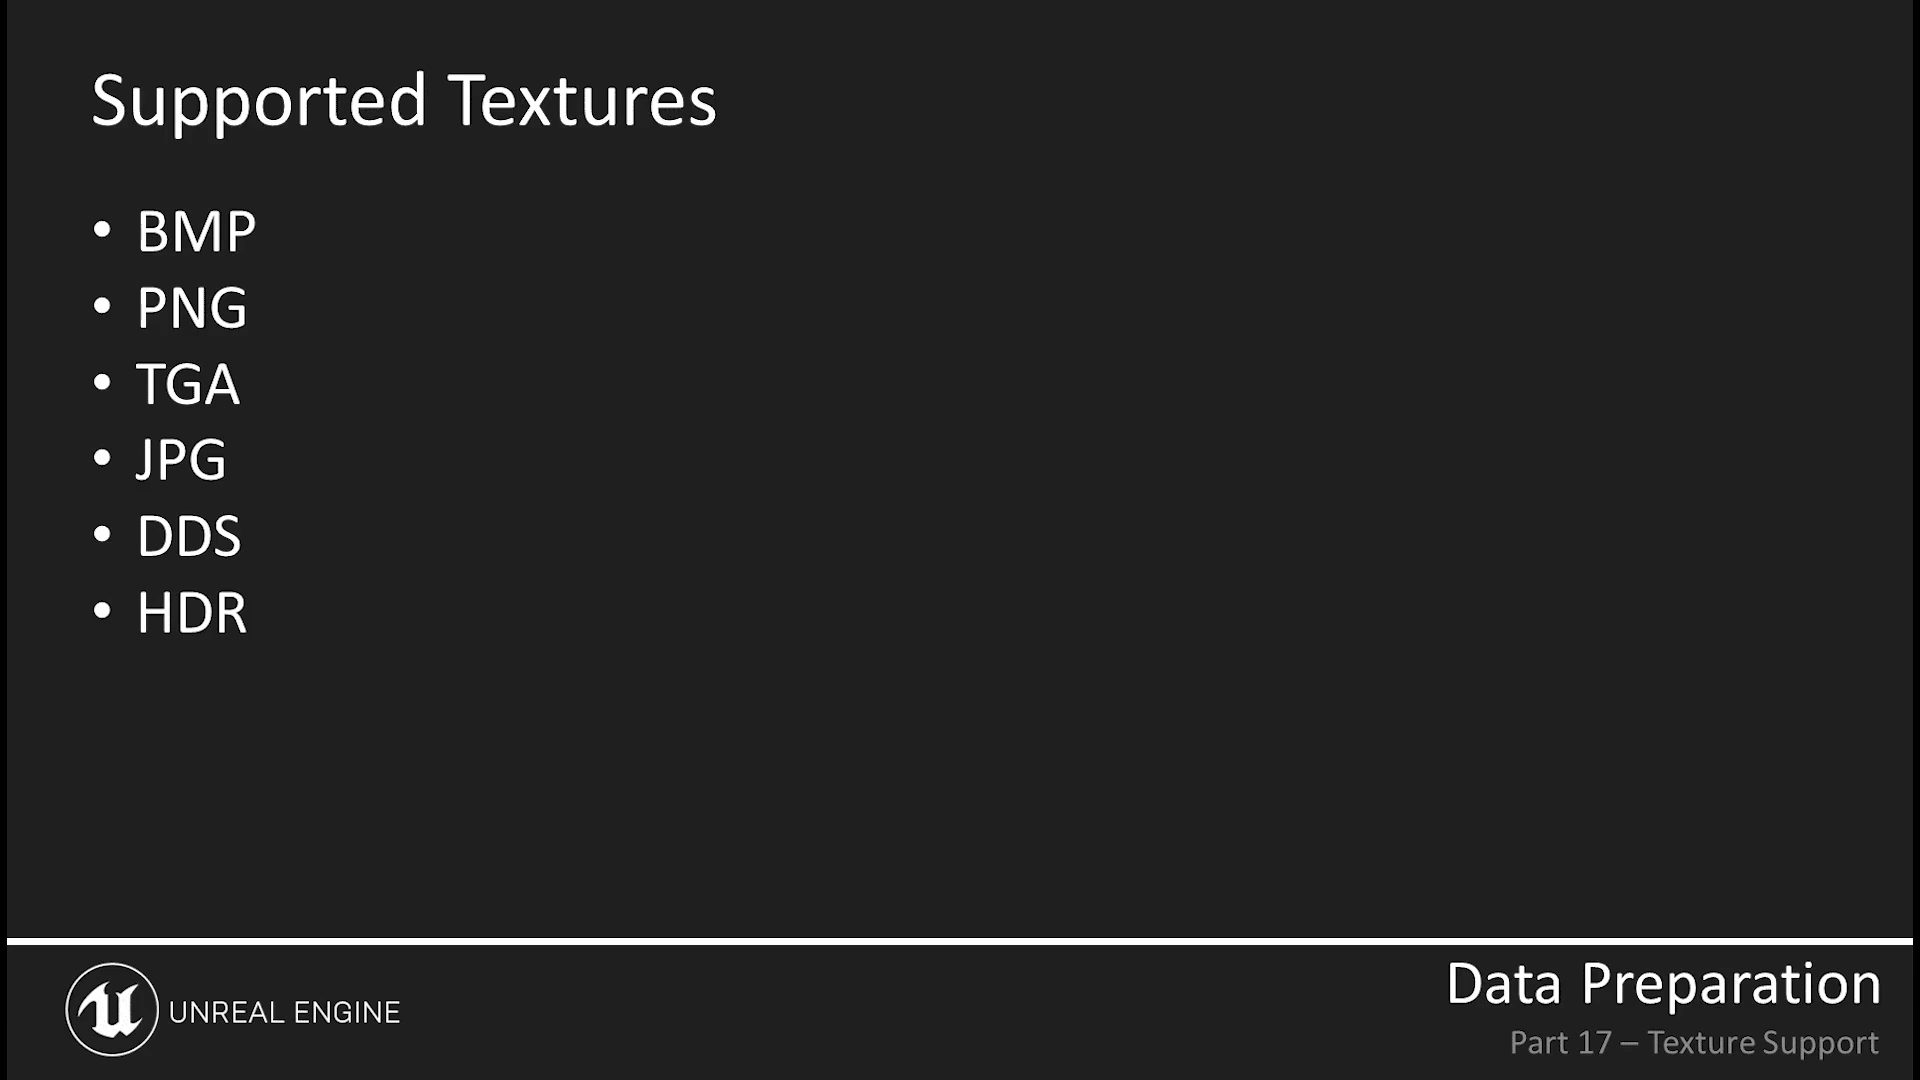 Supported Textures
• BMP
• PNG
• TGA
• JPG
• DDS
• HDR
UNREAL ENGINE
Data Preparation
Part 17 – Texture Support